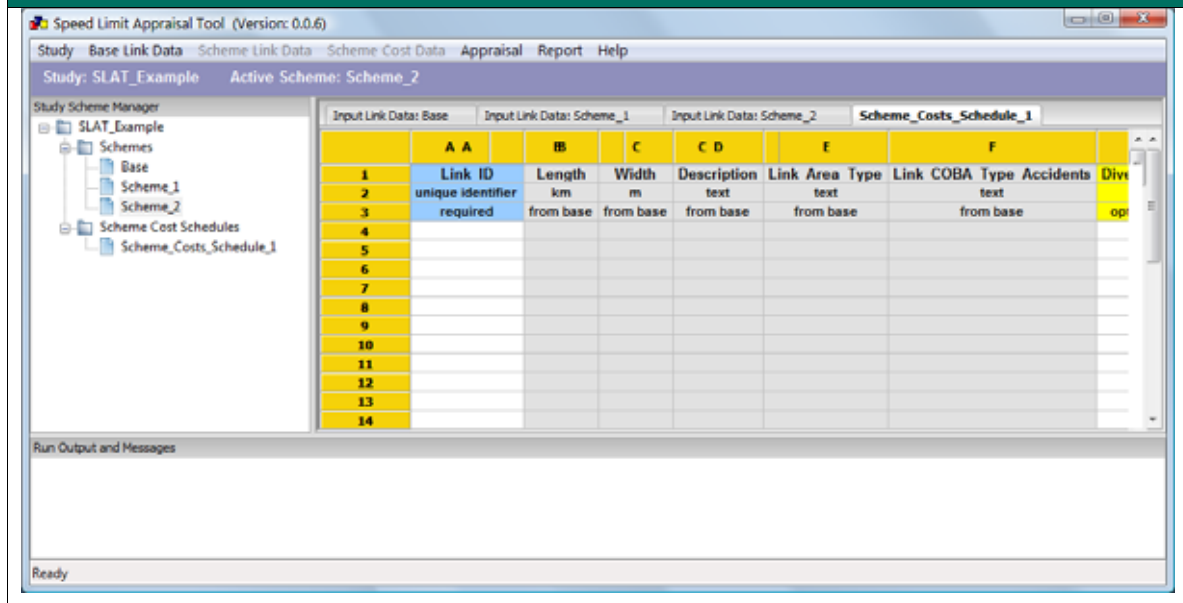 Speed Limit Appraisal Tool (Version: 0.0.6)
Study Base Link Data Scheme Link Data Scheme Cost Data Appraisal Report Help
Study: SLAT_Example Active Scheme: Scheme_2
Study Scheme Manager
SLAT_Example
Schemes
Base
Scheme_1
Scheme_2
Scheme Cost Schedules
Scheme_Costs_Schedule_1
Input Link Data: Base Input Link Data: Scheme_1 Input Link Data: Scheme_2 Scheme_Costs_Schedule_1
A A B C C D E F
1 Link ID Length Width Description Link Area Type Link COBA Type Accidents Dive
2 unique identifier km m text text text
3 required from base from base from base from base from base opt
4
5
6
7
8
9
10
11
12
13
14
Run Output and Messages
Ready